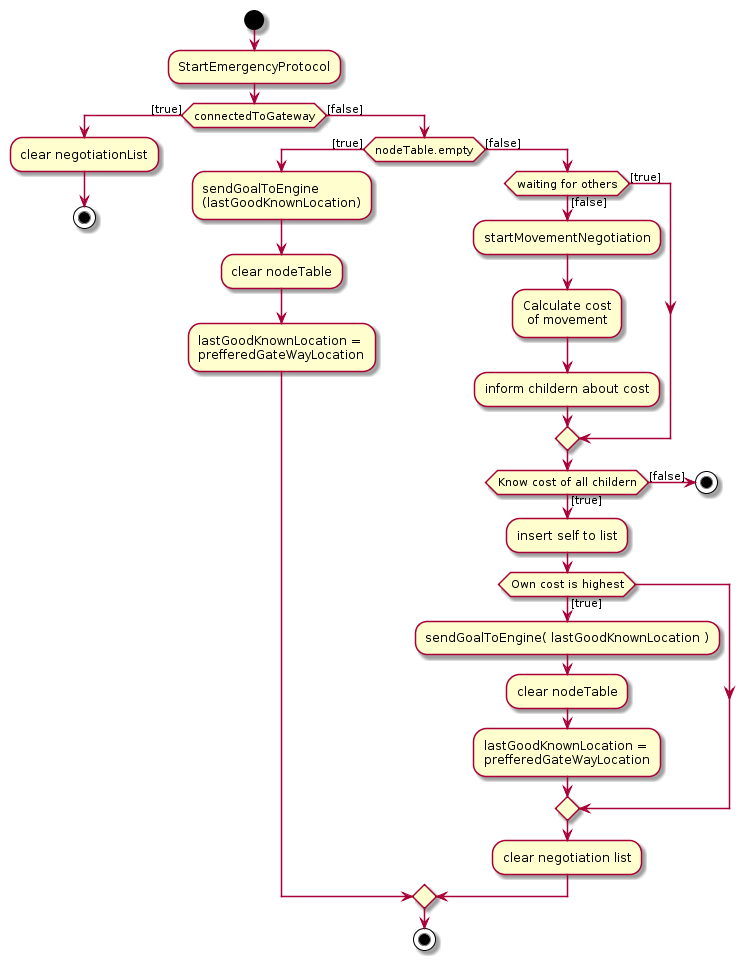 StartEmergencyProtocol
[true]
connectedToGateway
[false]
clear negotiationList
[true]
nodeTable.empty
[false]
sendGoalToEngine
(lastGoodKnownLocation)
clear nodeTable
lastGoodKnownLocation =
prefferedGateWayLocation
waiting for others
[true]
[false]
startMovementNegotiation
Calculate cost
of movement
inform childern about cost
Know cost of all childern
[false]
[true]
insert self to list
Own cost is highest
[true]
sendGoalToEngine( lastGoodKnownLocation )
clear nodeTable
lastGoodKnownLocation =
prefferedGateWayLocation
clear negotiation list